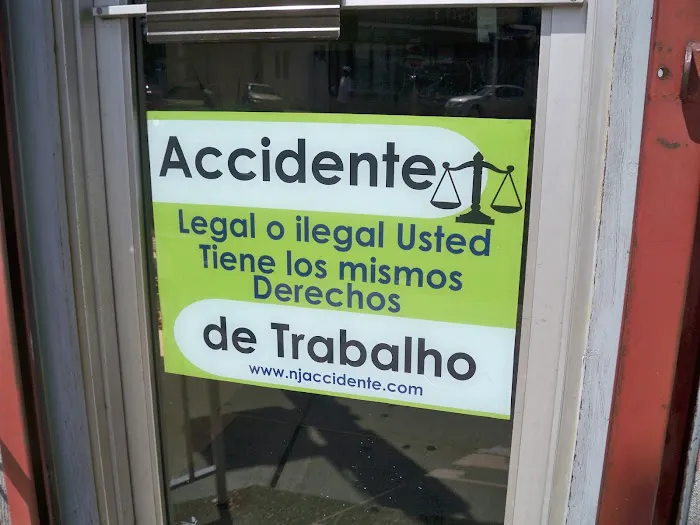 Accidente
Legal o ilegal Usted
Tiene los mismos
Derechos
de Trabalho
www.njaccidente.com